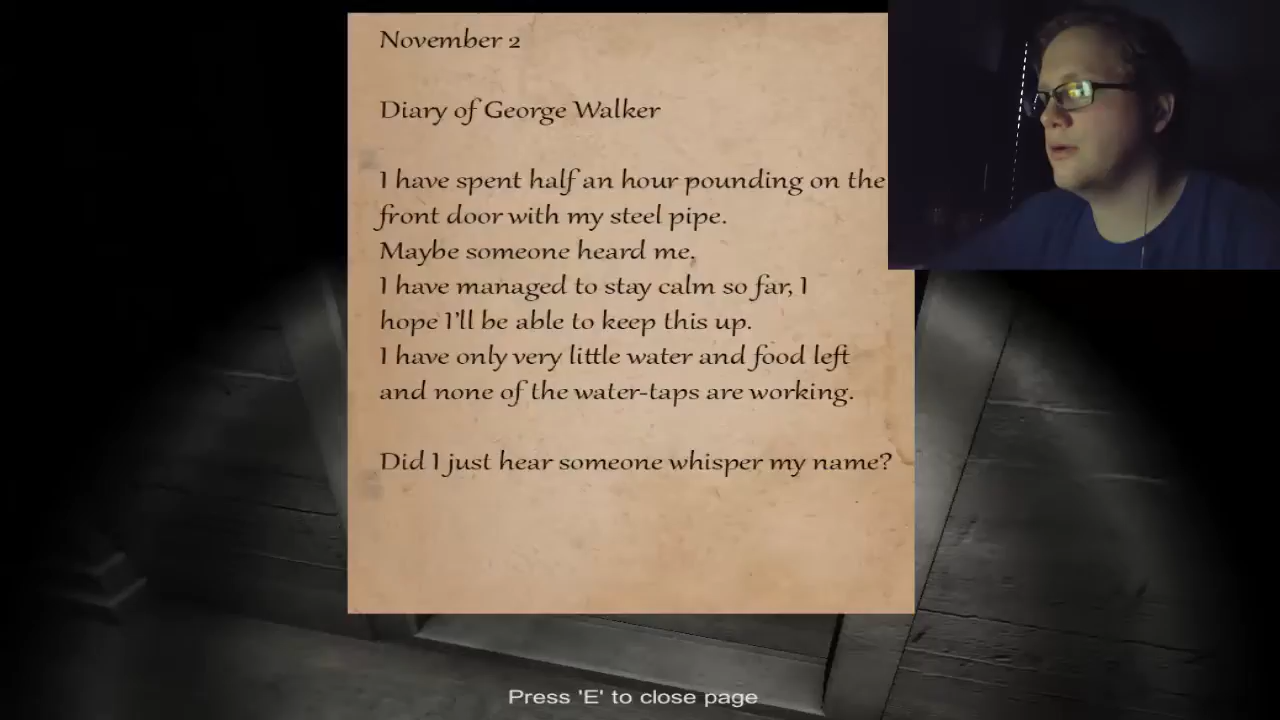 November 2
Diary of George Walker
I have spent half an hour pounding on the
front door with my steel pipe.
Maybe someone heard me.
I have managed to stay calm so far, I
hope I'll be able to keep this up.
I have only very little water and food left
and none of the water-taps are working.
Did I just hear someone whisper my name?
Press 'E' to close page